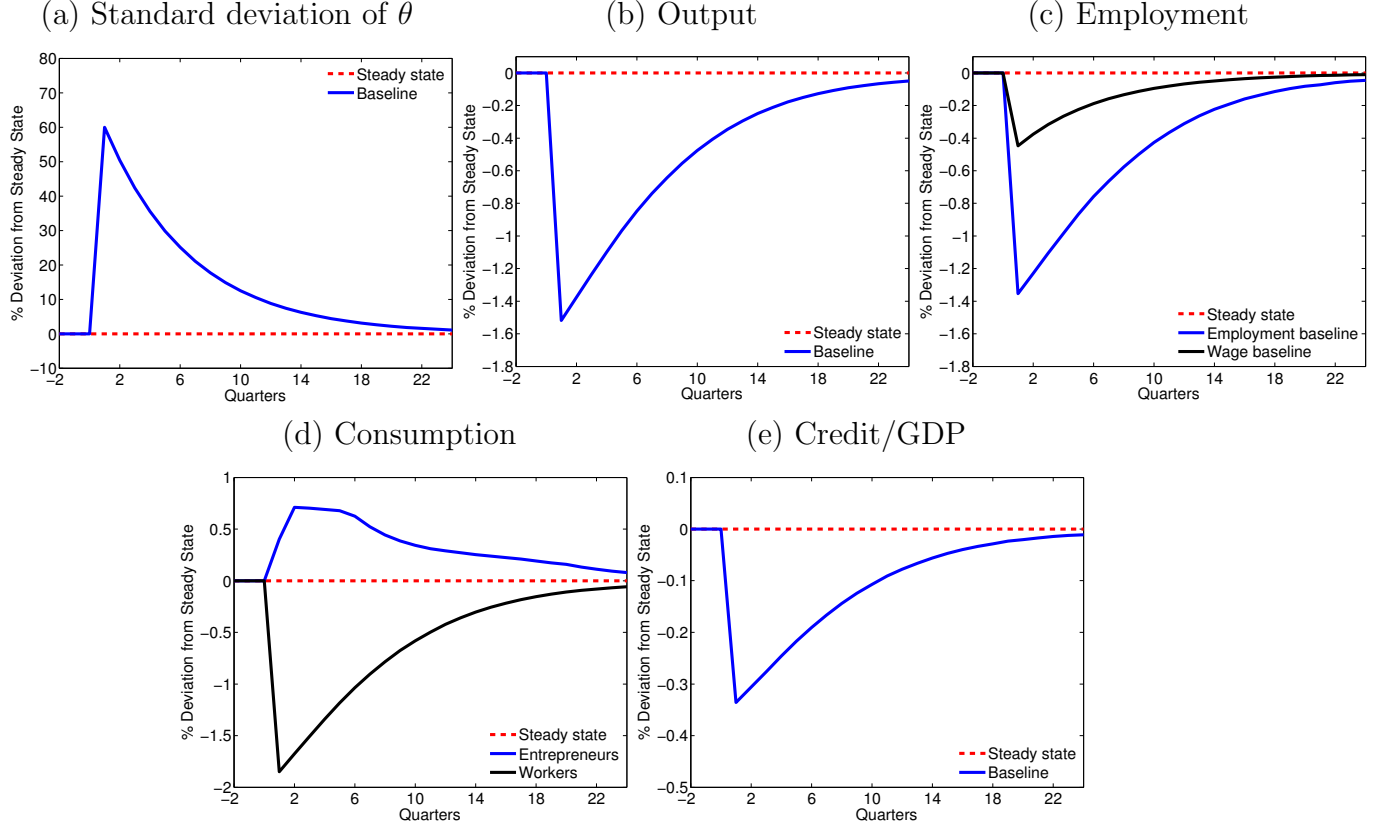 (a) Standard deviation of θ
% Deviation from Steady State
80
70
60
50
40
30
20
10
0
−10
−2
2
6
10
14
18
22
Quarters
Steady state
Baseline
(b) Output
% Deviation from Steady State
0
−0.2
−0.4
−0.6
−0.8
−1
−1.2
−1.4
−1.6
−1.8
−2
2
6
10
14
18
22
Quarters
Steady state
Baseline
(c) Employment
% Deviation from Steady State
0
−0.2
−0.4
−0.6
−0.8
−1
−1.2
−1.4
−1.6
−1.8
−2
2
6
10
14
18
22
Quarters
Steady state
Employment baseline
Wage baseline
(d) Consumption
% Deviation from Steady State
1
0.5
0
−0.5
−1
−1.5
−2
−2
2
6
10
14
18
22
Quarters
Steady state
Entrepreneurs
Workers
(e) Credit/GDP
% Deviation from Steady State
0.1
0
−0.1
−0.2
−0.3
−0.4
−0.5
−2
2
6
10
14
18
22
Quarters
Steady state
Baseline